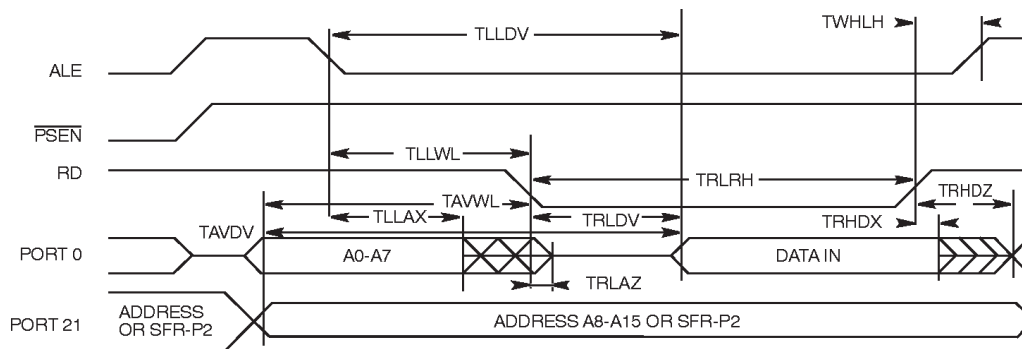 TLLDV
TWHLH
ALE
PSEN
TLLWL
RD
TRLRH
TAVWL
TRHDZ
TLLAX
TRLDV
TRHDX
TAVDV
PORT 0
A0-A7
DATA IN
TRLAZ
ADDRESS
OR SFR-P2
PORT 21
ADDRESS A8-A15 OR SFR-P2